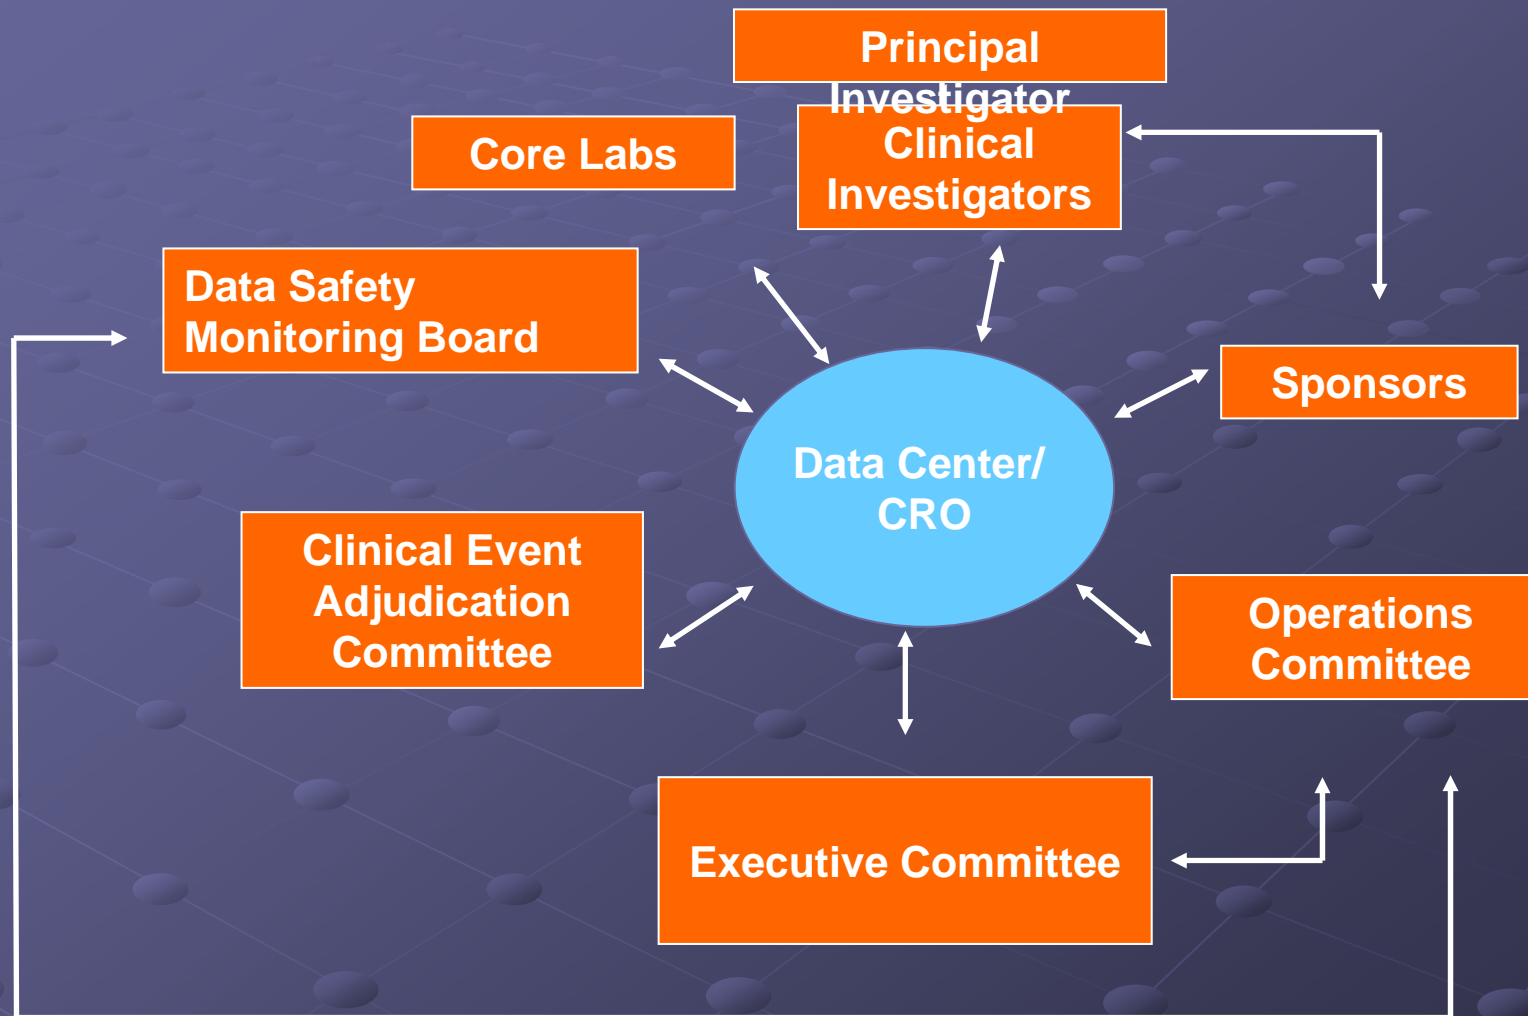 Principal
Investigator
Core Labs
Clinical
Investigators
Data Safety
Monitoring Board
Sponsors
Data Center/
CRO
Clinical Event
Adjudication
Committee
Operations
Committee
Executive Committee